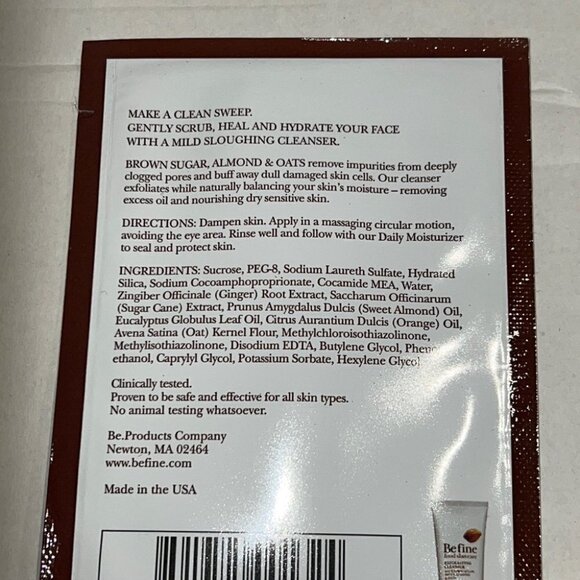 MAKE A CLEAN SWEEP.
GENTLY SCRUB, HEAL AND HYDRATE YOUR FACE
WITH A MILD SLOUGHING CLEANSER.
BROWN SUGAR, ALMOND & OATS remove impurities from deeply
clogged pores and buff away dull damaged skin cells. Our cleanser
exfoliates while naturally balancing your skin's moisture – removing
excess oil and nourishing dry sensitive skin.
DIRECTIONS: Dampen skin. Apply in a massaging circular motion,
avoiding the eye area. Rinse well and follow with our Daily Moisturizer
to seal and protect skin.
INGREDIENTS: Sucrose, PEG-8, Sodium Laureth Sulfate, Hydrated
Silica, Sodium Cocoamphoproprionate, Cocamide MEA, Water,
Zingiber Officinale (Ginger) Root Extract, Saccharum Officinarum
(Sugar Cane) Extract, Prunus Amygdalus Dulcis (Sweet Almond) Oil,
Eucalyptus Globulus Leaf Oil, Citrus Aurantium Dulcis (Orange) Oil,
Avena Satina (Oat) Kernel Flour, Methylchloroisothiazolinone,
Methylisothiazolinone, Disodium EDTA, Butylene Glycol,
ethanol, Caprylyl Glycol, Potassium Sorbate, Hexylene Glycol
Clinically tested.
Proven to be safe and effective for all skin types.
No animal testing whatsoever.
Be.Products Company
Newton, MA 02464
www.befine.com
Made in the USA
Befine
food skin care
EXFOLIATING
CLEANSER